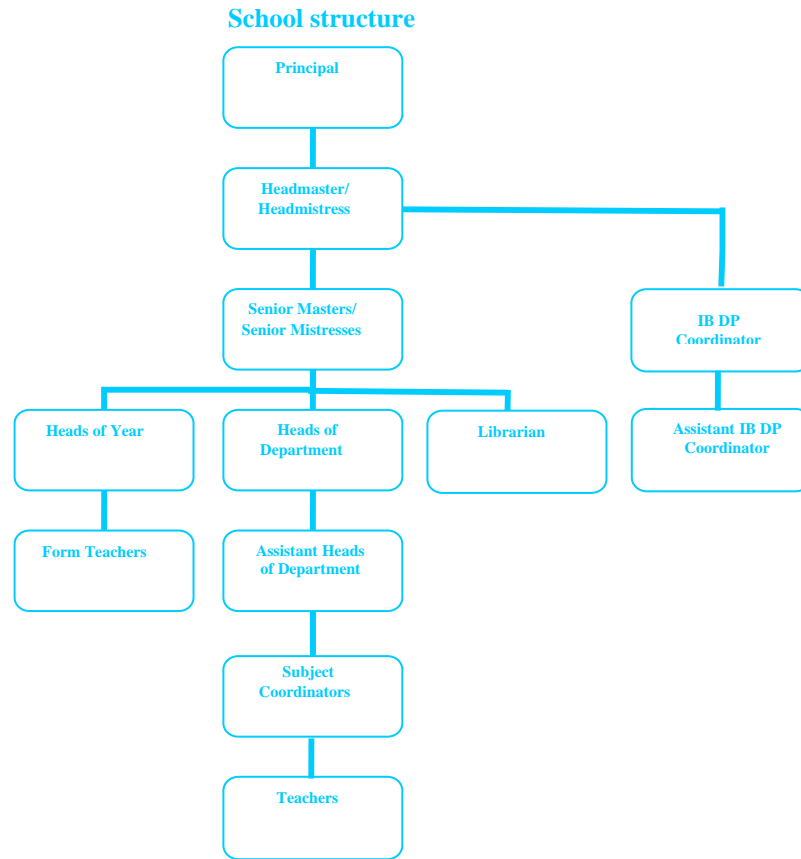 School structure
Principal
Headmaster/
Headmistress
Senior Masters/
Senior Mistresses
IB DP
Coordinator
Heads of Year
Heads of
Department
Librarian
Assistant IB DP
Coordinator
Form Teachers
Assistant Heads
of Department
Subject
Coordinators
Teachers